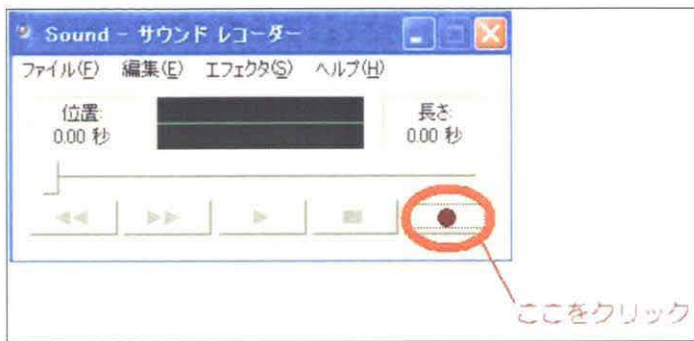 Sound - サウンド レコーダー
ファイル(F) 編集(E) エフェクタ(S) ヘルプ(H)
位置:
0.00 秒
長さ:
0.00 秒
ここをクリック